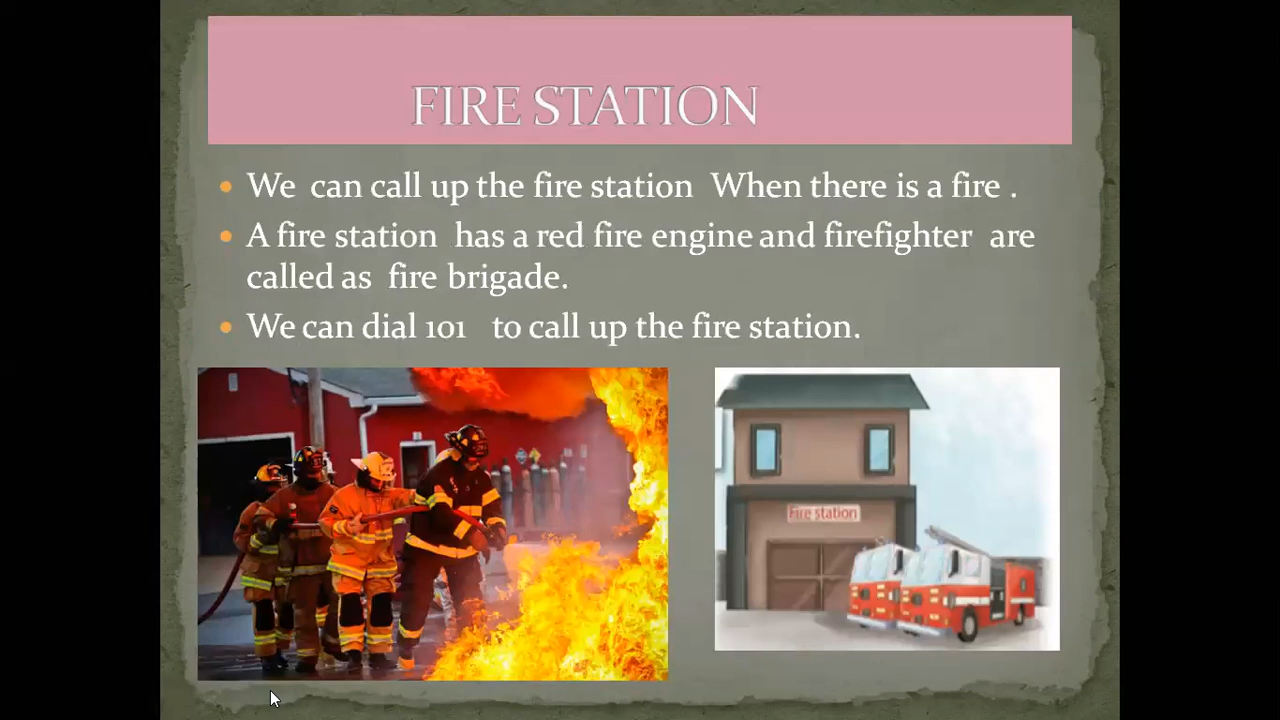 FIRE STATION
We can call up the fire station When there is a fire .
A fire station has a red fire engine and firefighter are
called as fire brigade.
We can dial 101 to call up the fire station.
Fire station